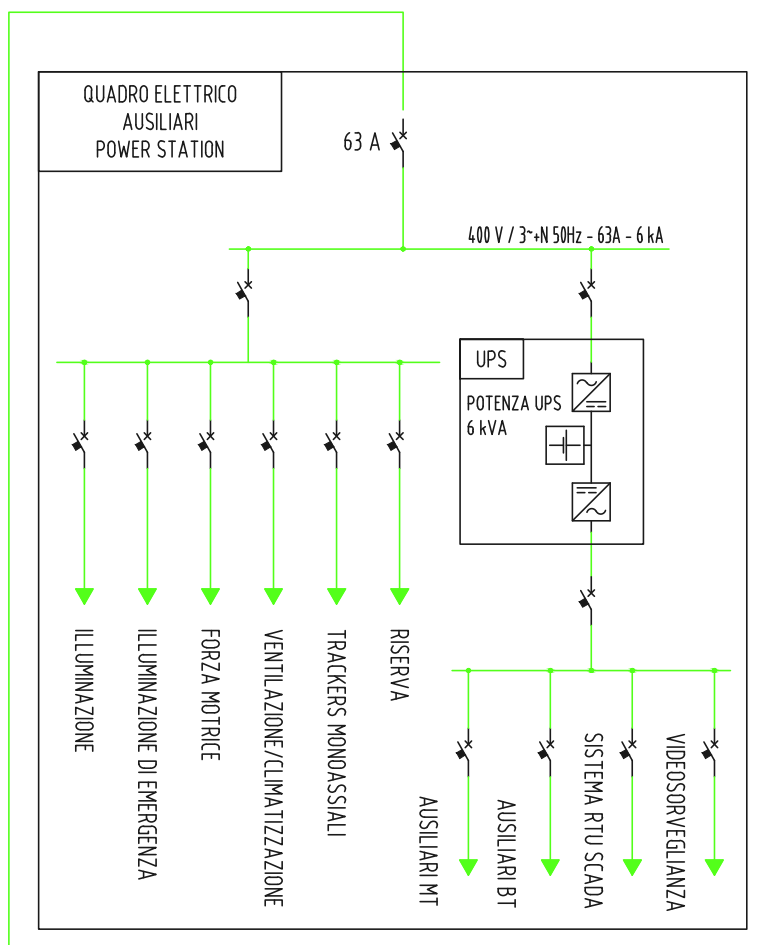 QUADRO ELETTRICO
AUSILIARI
POWER STATION
63 A
400 V / 3~+N 50Hz - 63A - 6 kA
UPS
POTENZA UPS
6 kVA
ILLUMINAZIONE
ILLUMINAZIONE DI EMERGENZA
FORZA MOTRICE
VENTILAZIONE/CLIMATIZZAZIONE
TRACKERS MONOASSIALI
RISERVA
AUSILIARI MT
AUSILIARI BT
SISTEMA RTU SCADA
VIDEOSORVEGLIANZA